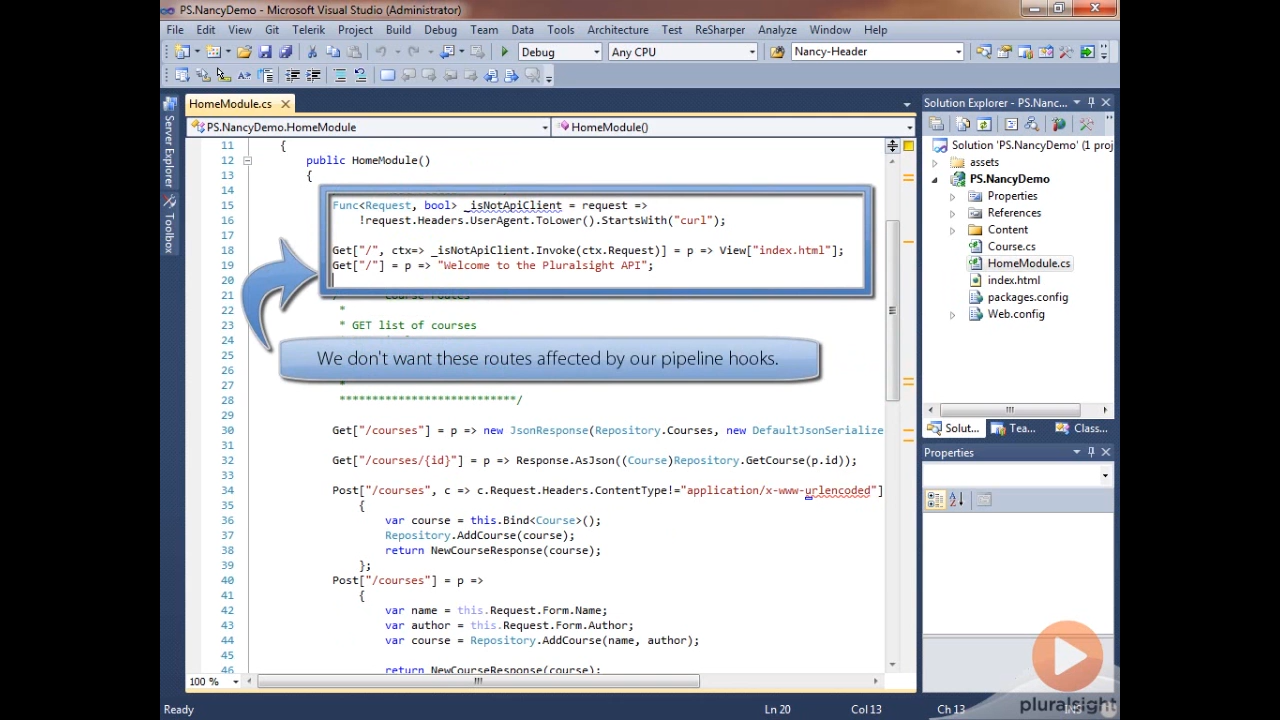 PS.NancyDemo - Microsoft Visual Studio (Administrator)
File Edit View Git Telerik Project Build Debug Team Data Tools Architecture Test ReSharper Analyze Window Help
Debug Any CPU Nancy-Header
HomeModule.cs
PS.NancyDemo.HomeModule HomeModule()
Server Explorer
Toolbox
11 {
12 public HomeModule()
13 {
14
15 Func<Request, bool> _isNotApiClient = request =>
16 !request.Headers.UserAgent.ToLower().StartsWith("curl");
17
18 Get["/", ctx=> _isNotApiClient.Invoke(ctx.Request)] = p => View["index.html"];
19 Get["/"] = p => "Welcome to the Pluralsight API";
20
21
22 *
23 * GET list of courses
24
25
We don't want these routes affected by our pipeline hooks.
26
27
28 ***************************/
29
30 Get["/courses"] = p => new JsonResponse(Repository.Courses, new DefaultJsonSerialize
31
32 Get["/courses/{id}"] = p => Response.AsJson((Course)Repository.GetCourse(p.id));
33
34 Post["/courses", c => c.Request.Headers.ContentType!="application/x-www-urlencoded"]
35 {
36 var course = this.Bind<Course>();
37 Repository.AddCourse(course);
38 return NewCourseResponse(course);
39 };
40 Post["/courses"] = p =>
41 {
42 var name = this.Request.Form.Name;
43 var author = this.Request.Form.Author;
44 var course = Repository.AddCourse(name, author);
45
46 return NewCourseResponse(course);
100 %
Solution Explorer - PS.Nanc...
Solution 'PS.NancyDemo' (1 proj
assets
PS.NancyDemo
Properties
References
Content
Course.cs
HomeModule.cs
index.html
packages.config
Web.config
Solut... Tea... Class...
Properties
pluralsight
Ready Ln 20 Col 13 Ch 13 INS